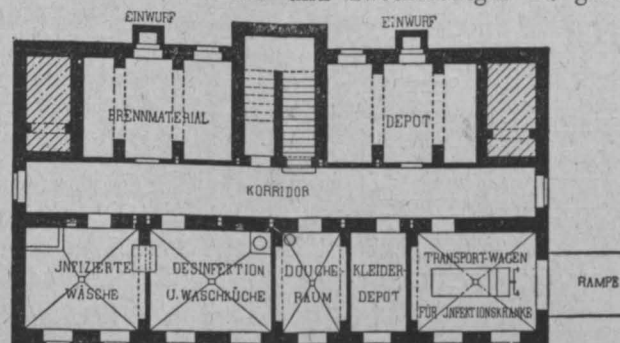 EINWURF
EINWURF
BRENNMATERIAL
DEPOT
KORRIDOR
JNFIZIERTE
WÄSCHE
DESINFEKTION
U. WASCHKÜCHE
DOUCHE-
RAUM
KLEIDER-
DEPOT
TRANSPORT-WAGEN
FÜR JNFEKTIONSKRANKE
RAMPE